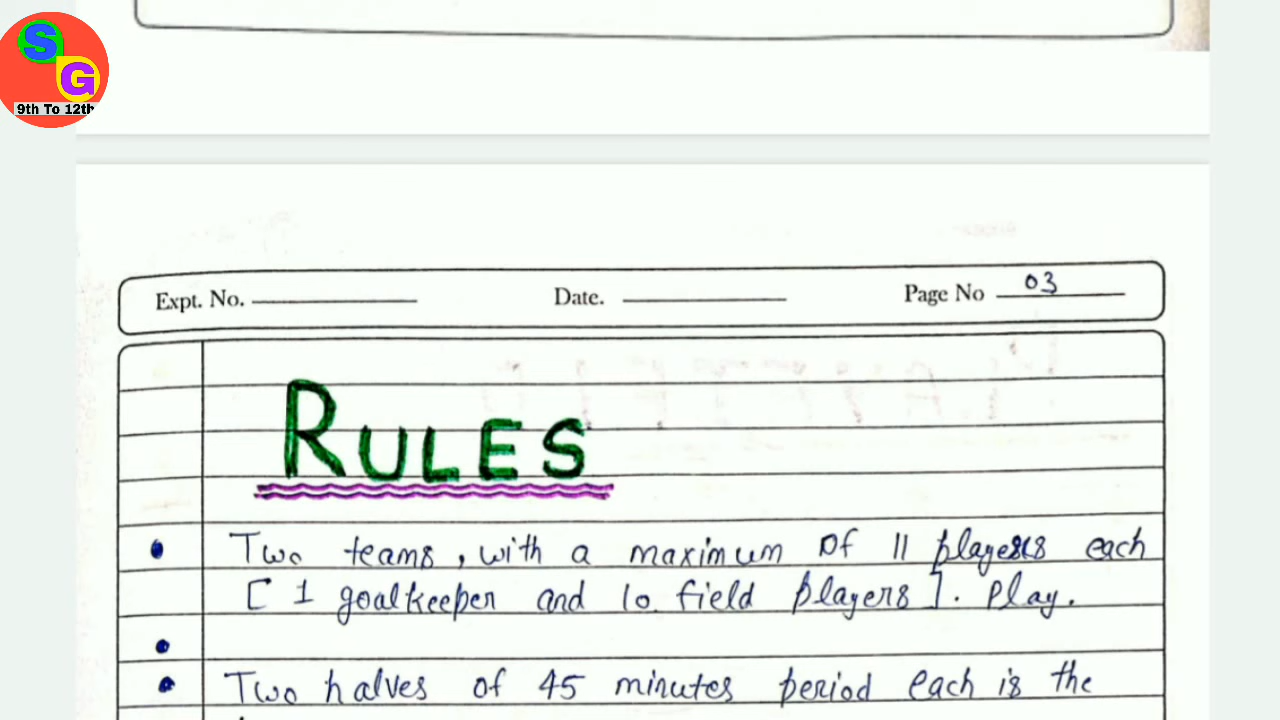 S
G
9th To 12th
Expt. No.
Date.
Page No 03
RULES
Two teams, with a maximum of 11 players each
[ 1 goalkeeper and 10 field players ]. Play.
Two halves of 45 minutes period each is the